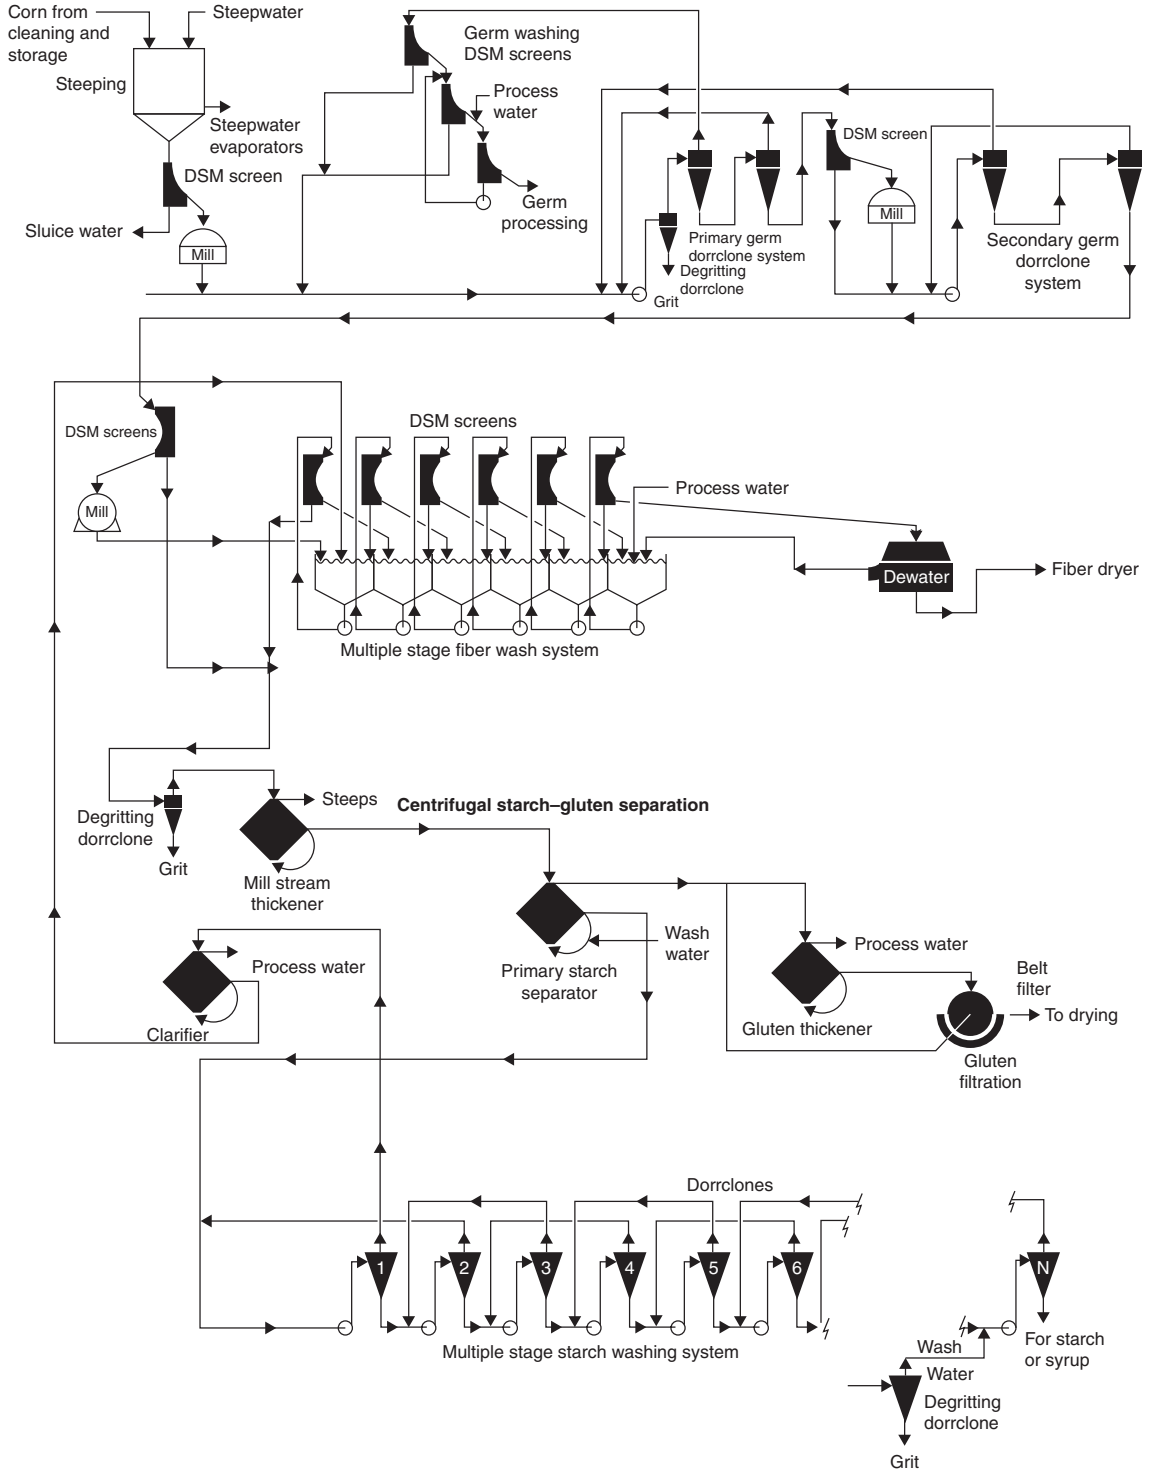 Corn from
cleaning and
storage
Steepwater
Steeping
Steepwater
evaporators
DSM screen
Sluice water
Mill
Germ washing
DSM screens
Process
water
Germ
processing
DSM screen
Mill
Primary germ
dorrclone system
Degritting
dorrclone
Grit
Secondary germ
dorrclone
system
DSM screens
Mill
DSM screens
Process water
Dewater
Fiber dryer
Multiple stage fiber wash system
Degritting
dorrclone
Grit
Steeps
Mill stream
thickener
Centrifugal starch–gluten separation
Wash
water
Primary starch
separator
Process water
Clarifier
Process water
Gluten thickener
Belt
filter
To drying
Gluten
filtration
Dorrclones
1
2
3
4
5
6
N
Multiple stage starch washing system
For starch
or syrup
Wash
Water
Degritting
dorrclone
Grit